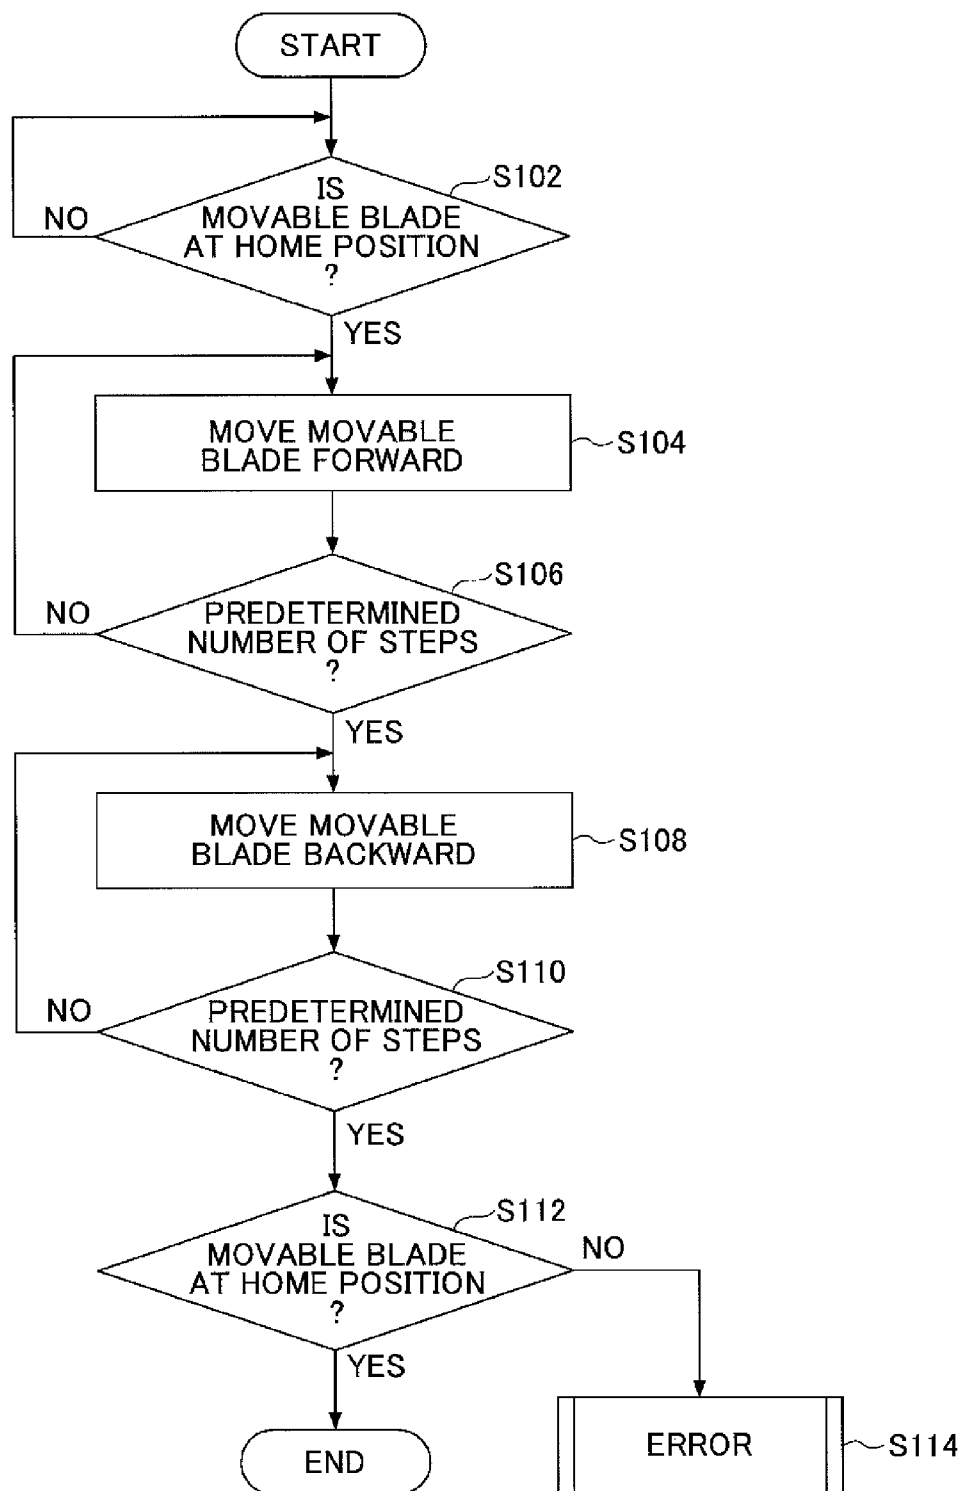 START
S102
IS
MOVABLE BLADE
AT HOME POSITION
?
NO
YES
MOVE MOVABLE
BLADE FORWARD
S104
S106
PREDETERMINED
NUMBER OF STEPS
?
NO
YES
MOVE MOVABLE
BLADE BACKWARD
S108
S110
PREDETERMINED
NUMBER OF STEPS
?
NO
YES
S112
IS
MOVABLE BLADE
AT HOME POSITION
?
NO
YES
END
ERROR
S114